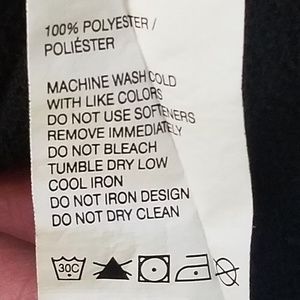 100% POLYESTER /
POLIÉSTER
MACHINE WASH COLD
WITH LIKE COLORS
DO NOT USE SOFTENERS
REMOVE IMMEDIATELY
DO NOT BLEACH
TUMBLE DRY LOW
COOL IRON
DO NOT IRON DESIGN
DO NOT DRY CLEAN
30C